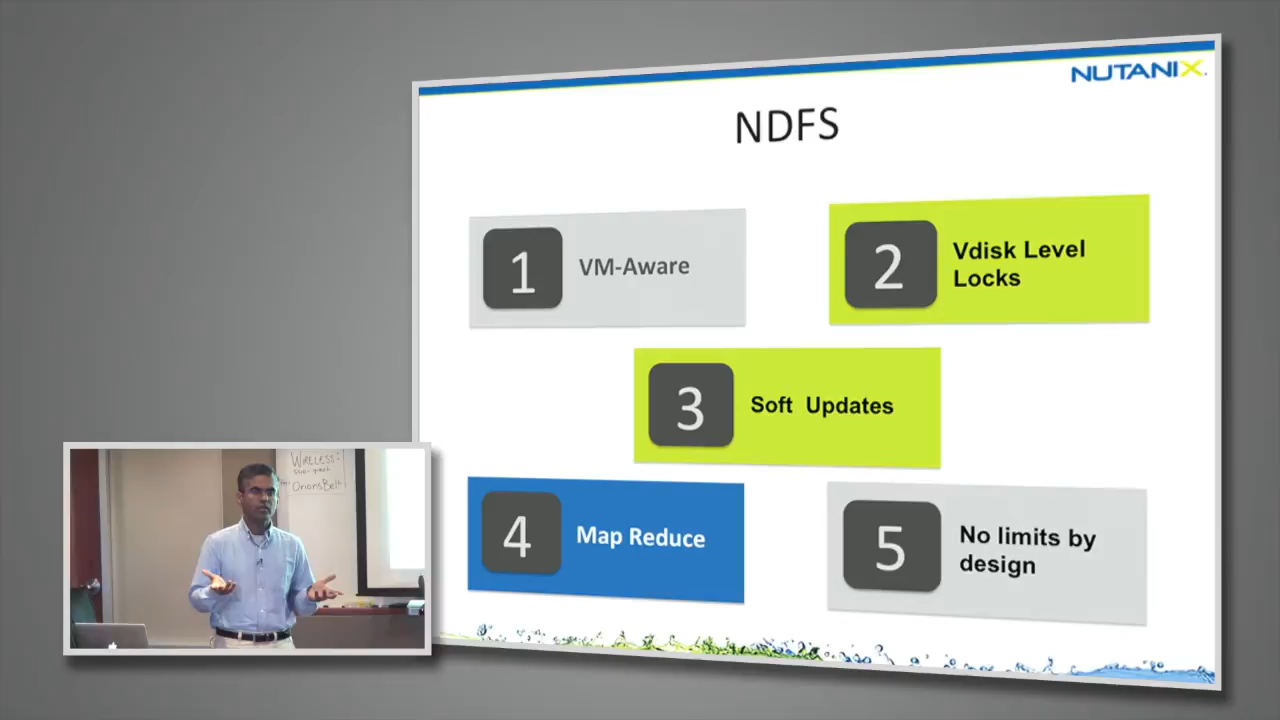 NUTANIX
NDFS
1
VM-Aware
2
Vdisk Level
Locks
3
Soft Updates
4
Map Reduce
5
No limits by
design
WIRELESS:
OrionsBelt